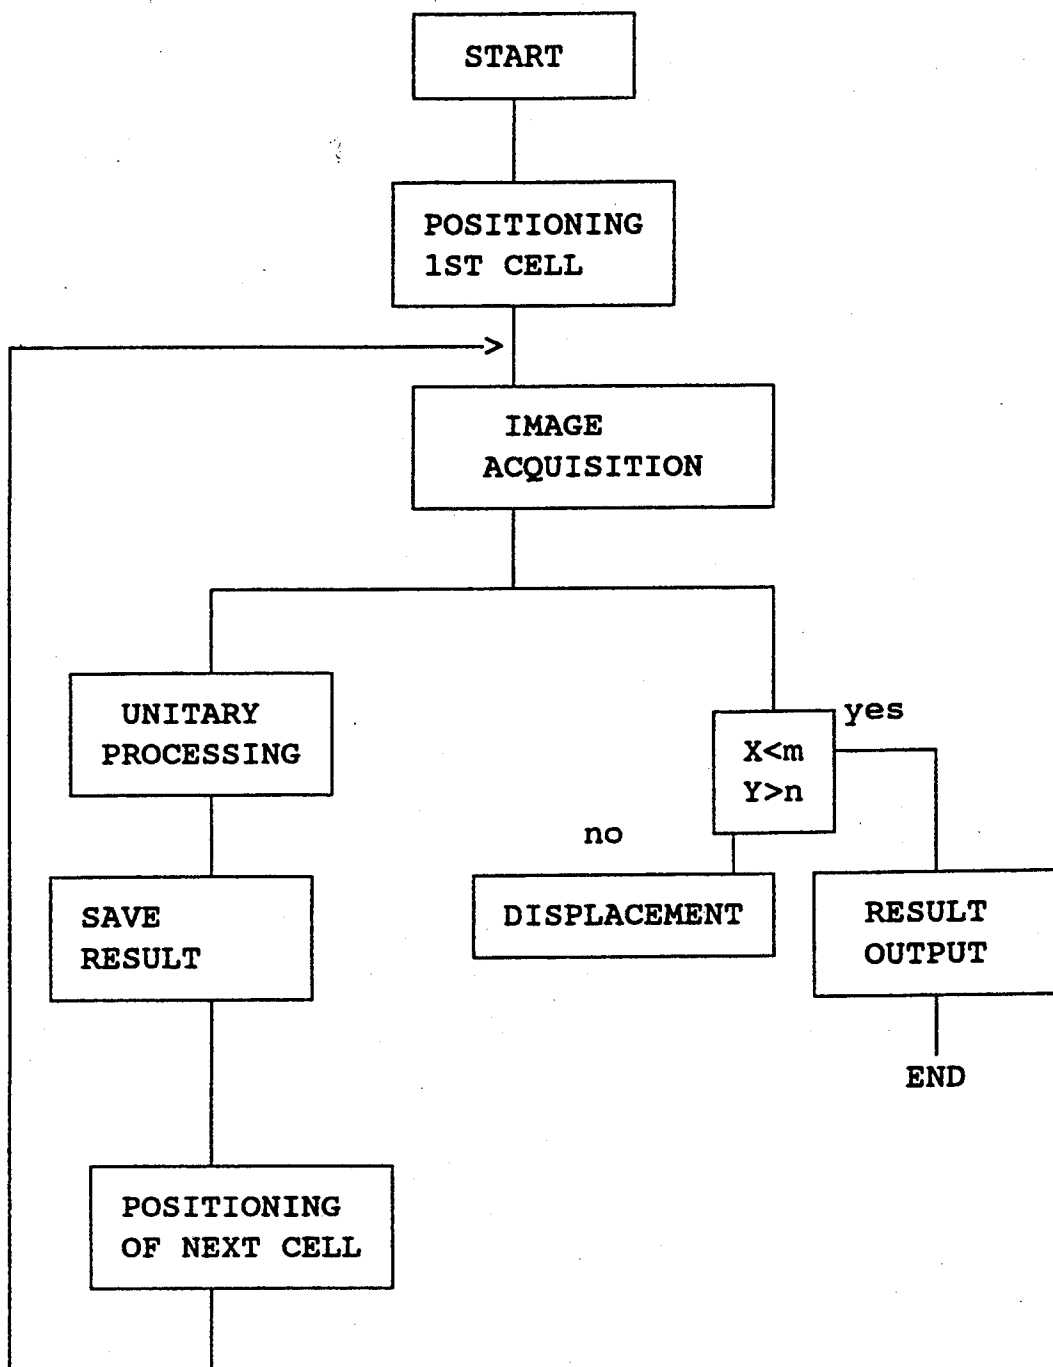 START
POSITIONING
1ST CELL
IMAGE
ACQUISITION
UNITARY
PROCESSING
yes
X<m
Y>n
no
SAVE
RESULT
DISPLACEMENT
RESULT
OUTPUT
END
POSITIONING
OF NEXT CELL